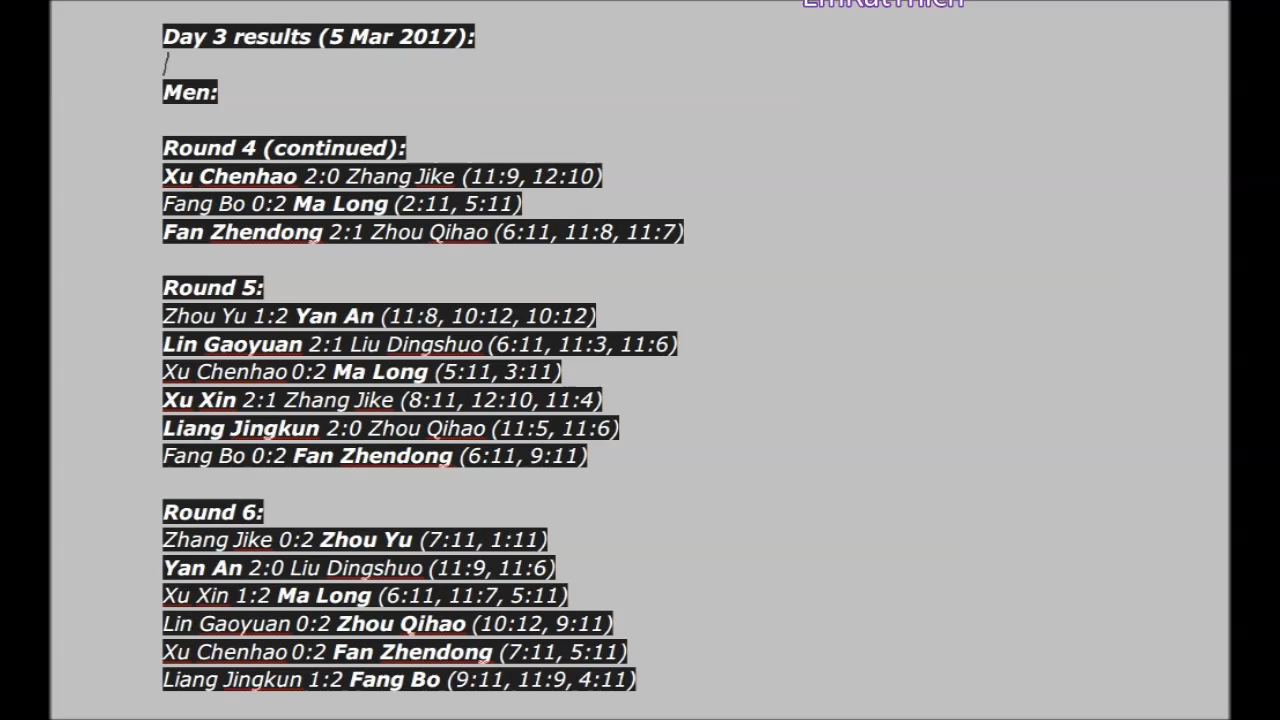 EmRatThich
Day 3 results (5 Mar 2017):
Men:
Round 4 (continued):
Xu Chenhao 2:0 Zhang Jike (11:9, 12:10)
Fang Bo 0:2 Ma Long (2:11, 5:11)
Fan Zhendong 2:1 Zhou Qihao (6:11, 11:8, 11:7)
Round 5:
Zhou Yu 1:2 Yan An (11:8, 10:12, 10:12)
Lin Gaoyuan 2:1 Liu Dingshuo (6:11, 11:3, 11:6)
Xu Chenhao 0:2 Ma Long (5:11, 3:11)
Xu Xin 2:1 Zhang Jike (8:11, 12:10, 11:4)
Liang Jingkun 2:0 Zhou Qihao (11:5, 11:6)
Fang Bo 0:2 Fan Zhendong (6:11, 9:11)
Round 6:
Zhang Jike 0:2 Zhou Yu (7:11, 1:11)
Yan An 2:0 Liu Dingshuo (11:9, 11:6)
Xu Xin 1:2 Ma Long (6:11, 11:7, 5:11)
Lin Gaoyuan 0:2 Zhou Qihao (10:12, 9:11)
Xu Chenhao 0:2 Fan Zhendong (7:11, 5:11)
Liang Jingkun 1:2 Fang Bo (9:11, 11:9, 4:11)